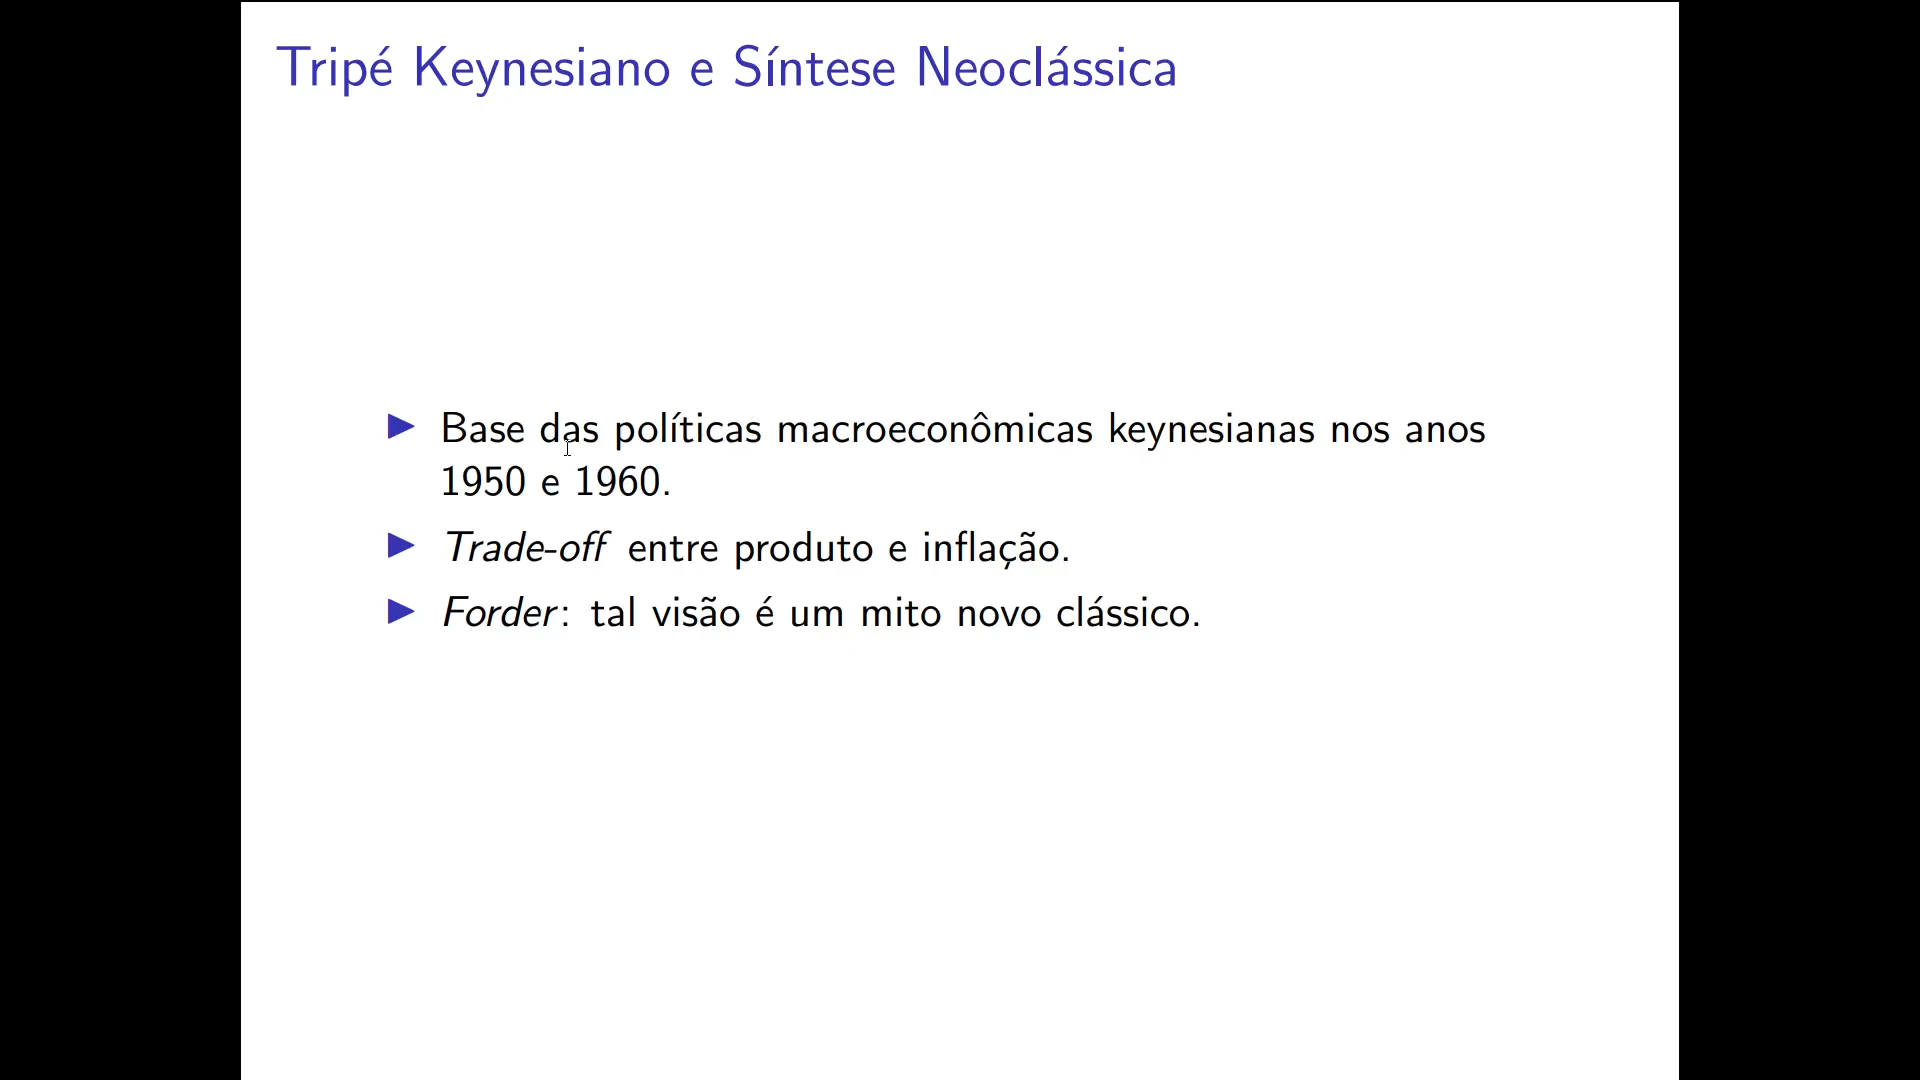 Tripé Keynesiano e Síntese Neoclássica
Base das políticas macroeconômicas keynesianas nos anos
1950 e 1960.
Trade-off entre produto e inflação.
Forder: tal visão é um mito novo clássico.